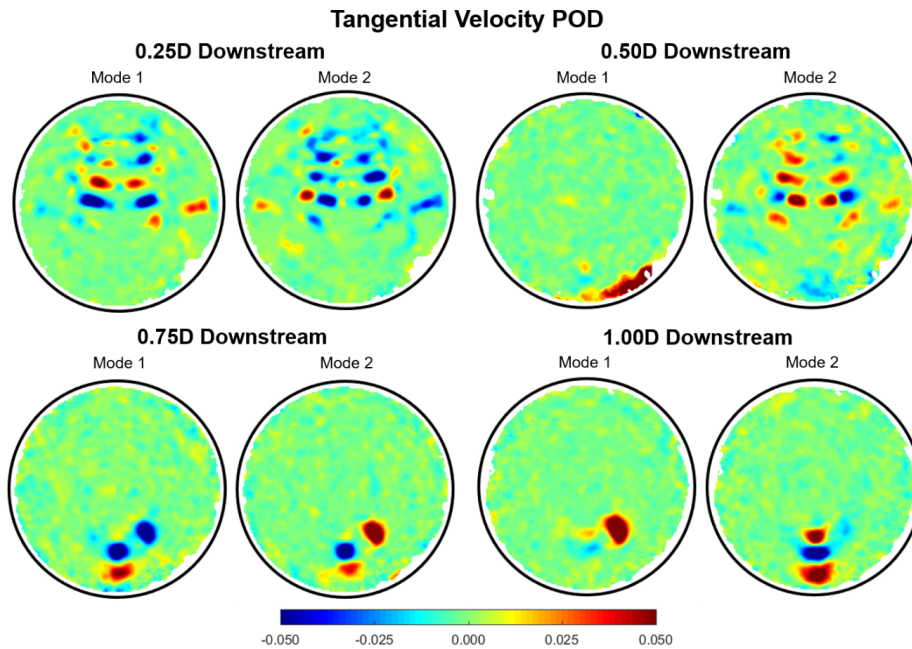 Tangential Velocity POD
0.25D Downstream
0.50D Downstream
Mode 1
Mode 2
Mode 1
Mode 2
0.75D Downstream
1.00D Downstream
Mode 1
Mode 2
Mode 1
Mode 2
-0.050
-0.025
0.000
0.025
0.050